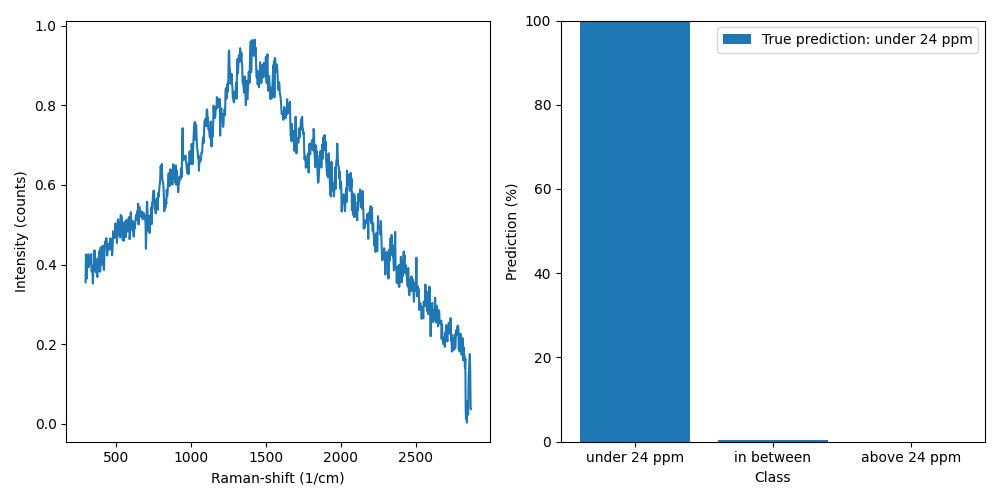 1.0
0.8
0.6
0.4
0.2
0.0
Intensity (counts)
500 1000 1500 2000 2500
Raman-shift (1/cm)
100
80
60
40
20
0
Prediction (%)
True prediction: under 24 ppm
under 24 ppm in between above 24 ppm
Class